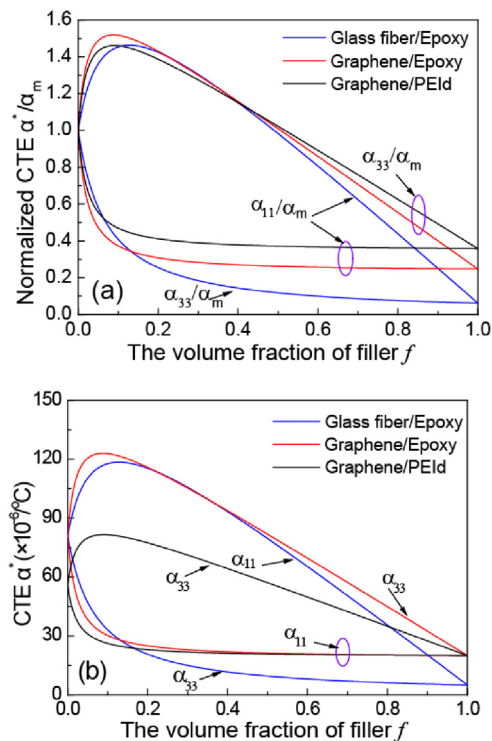 1.6
1.4
1.2
1.0
0.8
0.6
0.4
0.2
0.0
Normalized CTE α*/αm
Glass fiber/Epoxy
Graphene/Epoxy
Graphene/PEId
α33/αm
α11/αm
α33/αm
(a)
0.0 0.2 0.4 0.6 0.8 1.0
The volume fraction of filler f
150
120
90
60
30
0
CTE α* (×10-6/°C)
Glass fiber/Epoxy
Graphene/Epoxy
Graphene/PEId
α11
α33
α33
α11
α33
(b)
0.0 0.2 0.4 0.6 0.8 1.0
The volume fraction of filler f